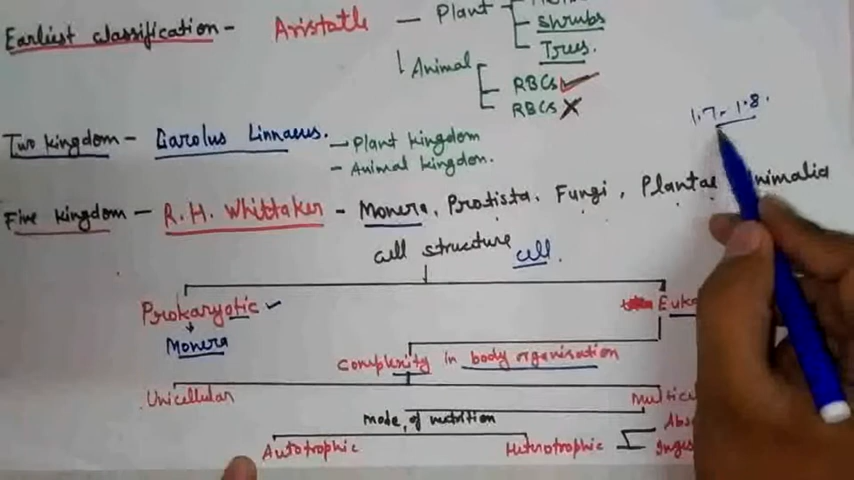 Earliest classification - Aristatle - Plant
Shrubs
Trees.
Animal
RBCs ✓
RBCs ✗
1.7 - 1.8.
Two kingdom - Carolus Linnaeus. - Plant kingdom
- Animal kingdom.
Five kingdom - R.H. Whittaker - Monera, Protista, Fungi, Plantae
cell structure cell.
Prokaryotic ✓
Monera
complexity in body organisation
Unicellular
mode of nutrition
Autotrophic Heterotrophic